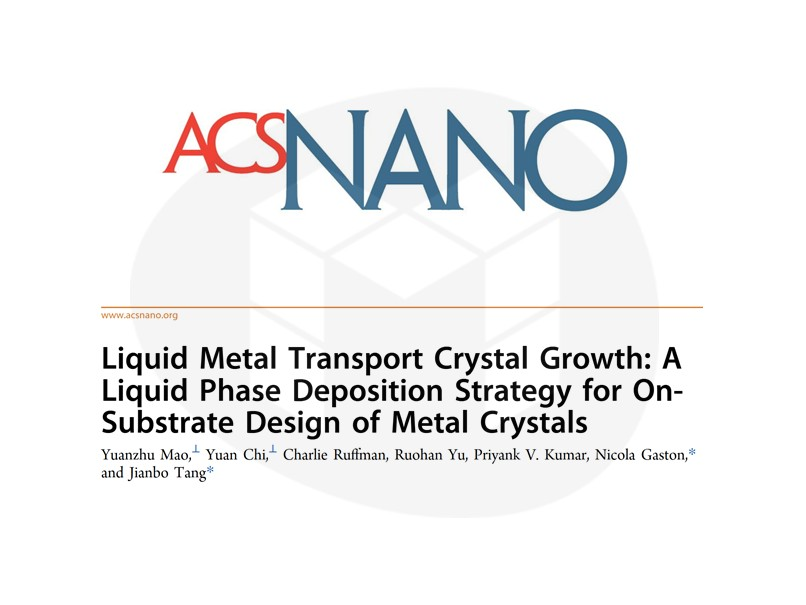 ACSNANO
www.acsnano.org
Liquid Metal Transport Crystal Growth: A
Liquid Phase Deposition Strategy for On-
Substrate Design of Metal Crystals
Yuanzhu Mao,⊥ Yuan Chi,⊥ Charlie Ruffman, Ruohan Yu, Priyank V. Kumar, Nicola Gaston,*
and Jianbo Tang*